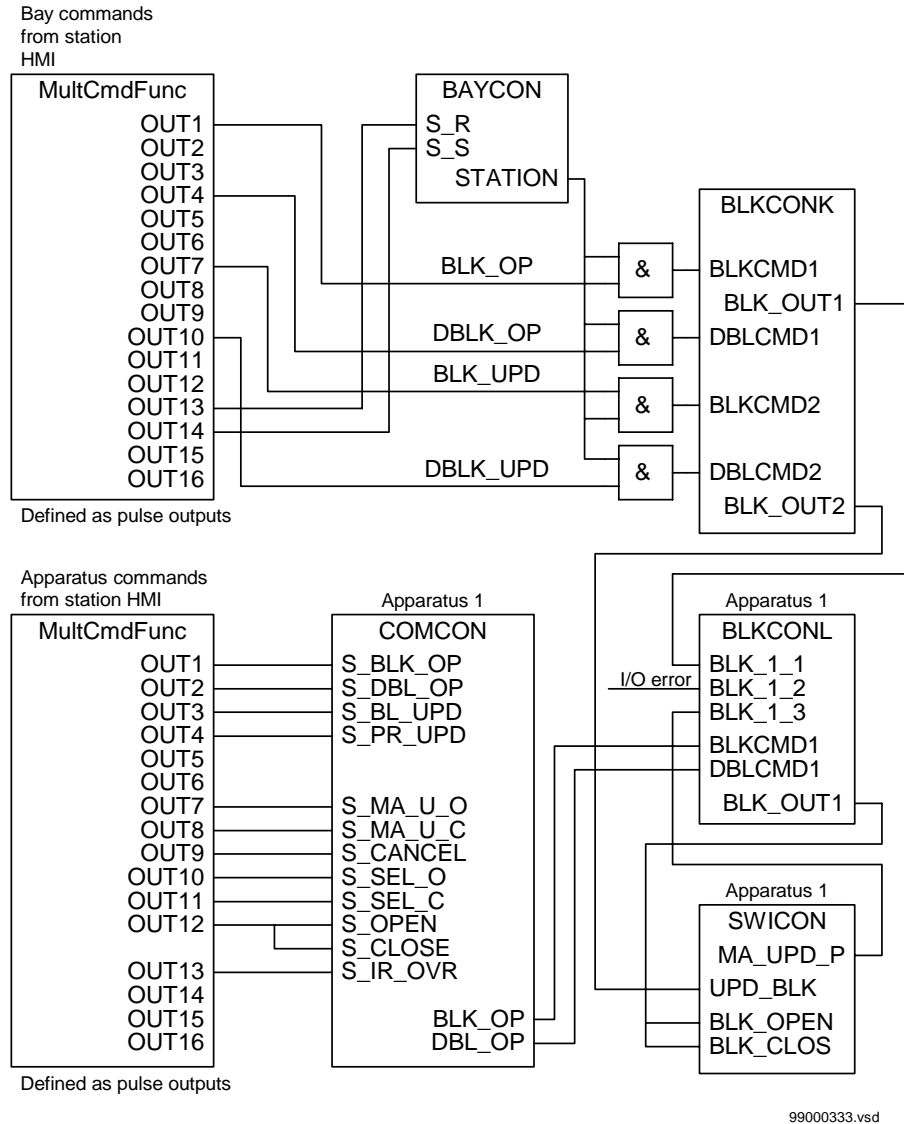 Bay commands
from station
HMI
MultCmdFunc
OUT1
OUT2
OUT3
OUT4
OUT5
OUT6
OUT7
OUT8
OUT9
OUT10
OUT11
OUT12
OUT13
OUT14
OUT15
OUT16
Defined as pulse outputs
BAYCON
S_R
S_S
STATION
BLK_OP
DBLK_OP
BLK_UPD
DBLK_UPD
&
&
&
&
BLKCONK
BLKCMD1
BLK_OUT1
DBLCMD1
BLKCMD2
DBLCMD2
BLK_OUT2
Apparatus commands
from station HMI
MultCmdFunc
OUT1
OUT2
OUT3
OUT4
OUT5
OUT6
OUT7
OUT8
OUT9
OUT10
OUT11
OUT12
OUT13
OUT14
OUT15
OUT16
Defined as pulse outputs
Apparatus 1
COMCON
S_BLK_OP
S_DBL_OP
S_BL_UPD
S_PR_UPD
S_MA_U_O
S_MA_U_C
S_CANCEL
S_SEL_O
S_SEL_C
S_OPEN
S_CLOSE
S_IR_OVR
BLK_OP
DBL_OP
Apparatus 1
BLKCONL
BLK_1_1
I/O error
BLK_1_2
BLK_1_3
BLKCMD1
DBLCMD1
BLK_OUT1
Apparatus 1
SWICON
MA_UPD_P
UPD_BLK
BLK_OPEN
BLK_CLOS
99000333.vsd